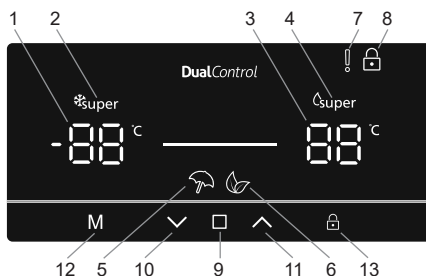 1 2 3 4 7 8
DualControl
super super
-88 °C 88 °C
M
12 5 10 9 11 6 13